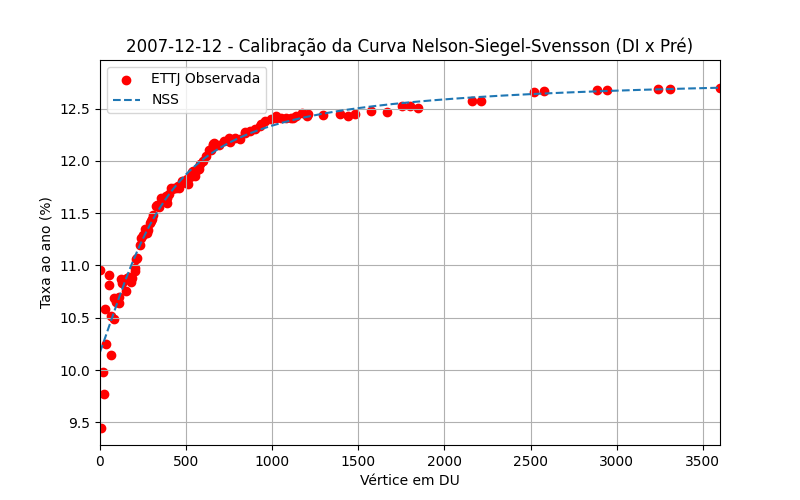 2007-12-12 - Calibração da Curva Nelson-Siegel-Svensson (DI x Pré)
ETTJ Observada
NSS
Taxa ao ano (%)
12.5
12.0
11.5
11.0
10.5
10.0
9.5
0 500 1000 1500 2000 2500 3000 3500
Vértice em DU